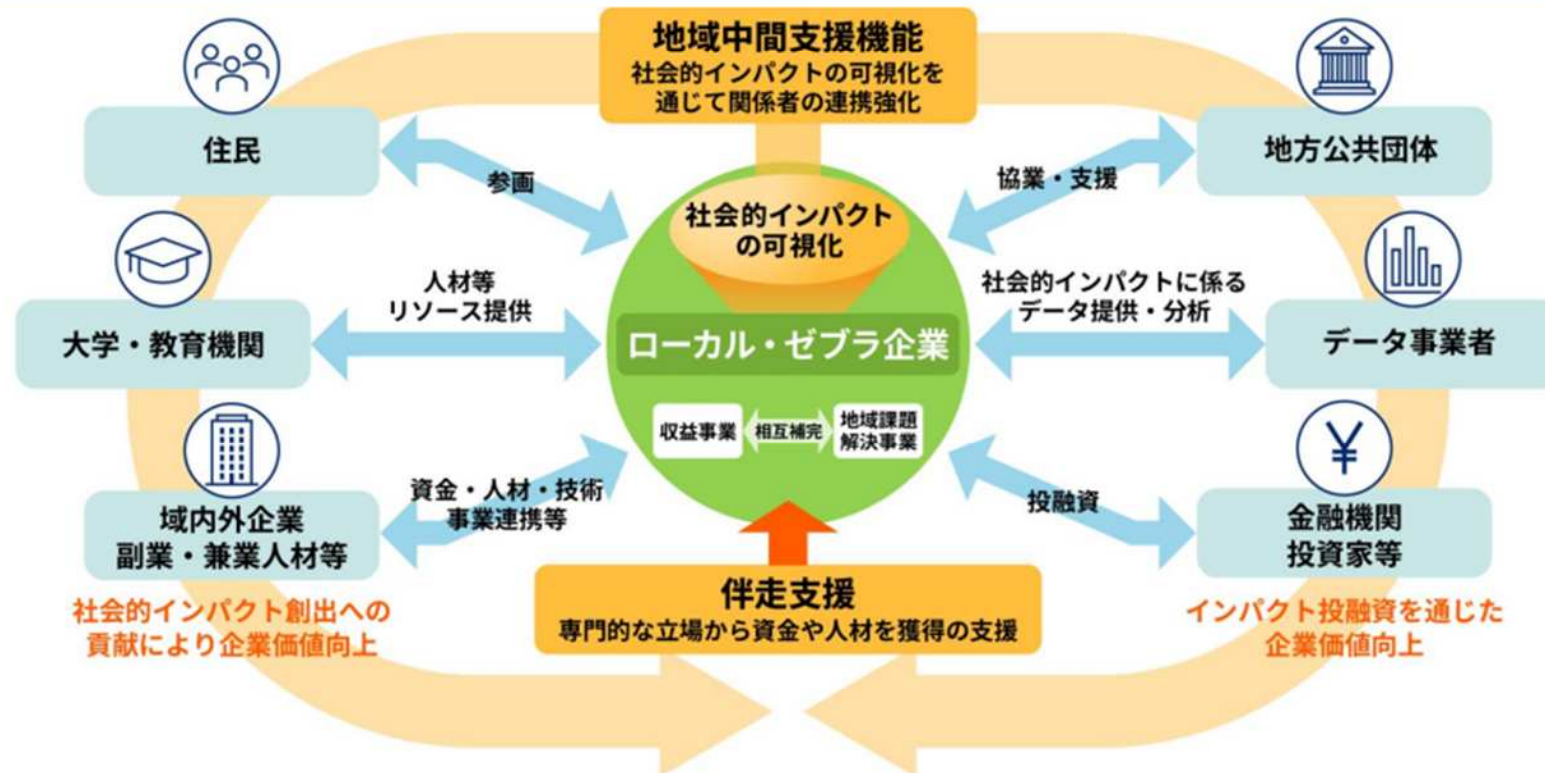 地域中間支援機能
社会的インパクトの可視化を
通じて関係者の連携強化
住民
参画
協業・支援
地方公共団体
社会的インパクト
の可視化
大学・教育機関
人材等
リソース提供
ローカル・ゼブラ企業
社会的インパクトに係る
データ提供・分析
データ事業者
収益事業
相互補完
地域課題
解決事業
域内外企業
副業・兼業人材等
資金・人材・技術
事業連携等
投融資
¥
金融機関
投資家等
社会的インパクト創出への
貢献により企業価値向上
伴走支援
専門的な立場から資金や人材を獲得の支援
インパクト投融資を通じた
企業価値向上